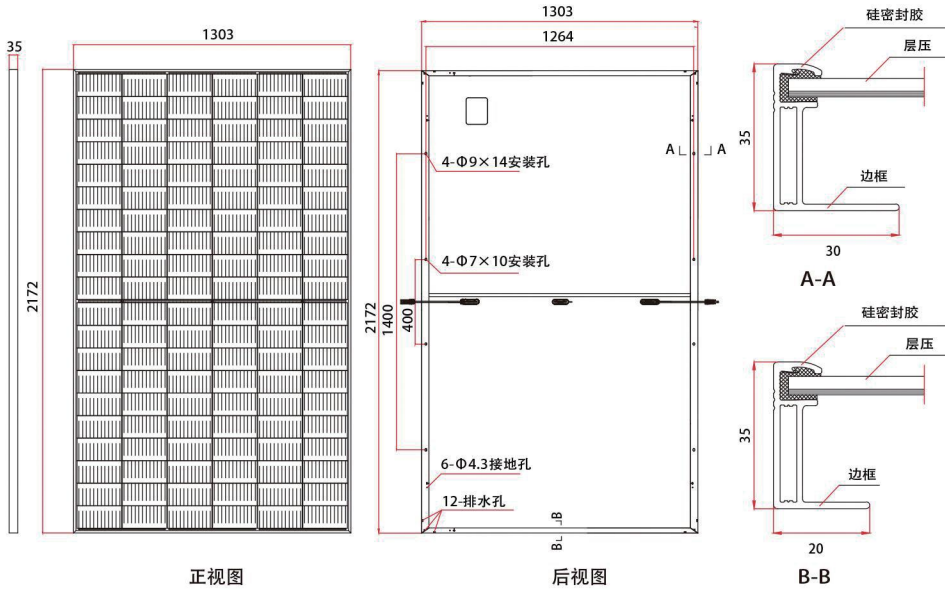 35
1303
2172
正视图
1303
1264
A
A
4-Φ9×14安装孔
4-Φ7×10安装孔
2172
1400
400
6-Φ4.3接地孔
12-排水孔
B
B
后视图
硅密封胶
层压
35
边框
30
A-A
硅密封胶
层压
35
边框
20
B-B